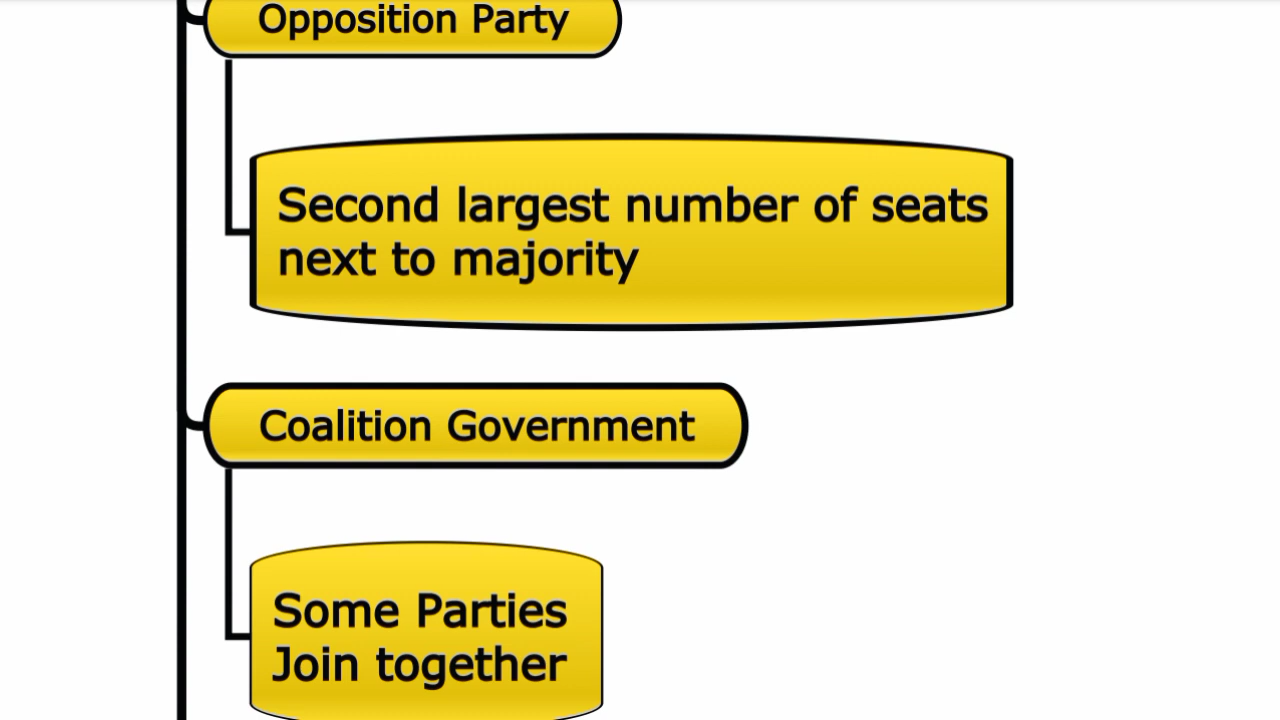 Opposition Party
Second largest number of seats
next to majority
Coalition Government
Some Parties
Join together